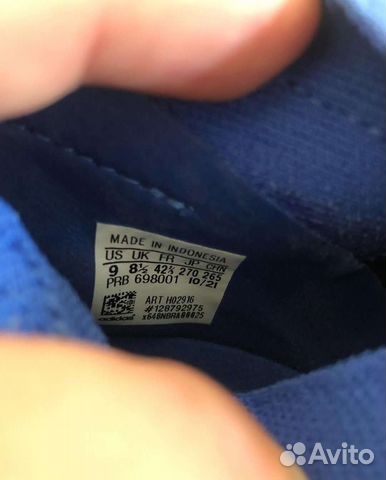 MADE IN INDONESIA
US UK FR JP CHN
9 8½ 42⅔ 270 265
PRB 698001 10/21
ART H02916
#128792975
adidas x64BNBRA00025
Avito